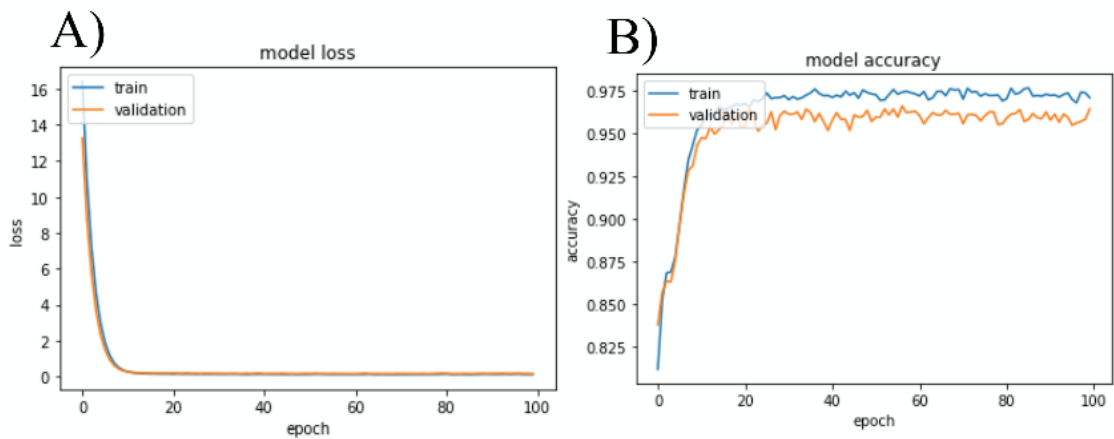 A)
model loss
train
validation
16
14
12
10
8
6
4
2
0
loss
0
20
40
60
80
100
epoch
B)
model accuracy
train
validation
0.975
0.950
0.925
0.900
0.875
0.850
0.825
accuracy
0
20
40
60
80
100
epoch